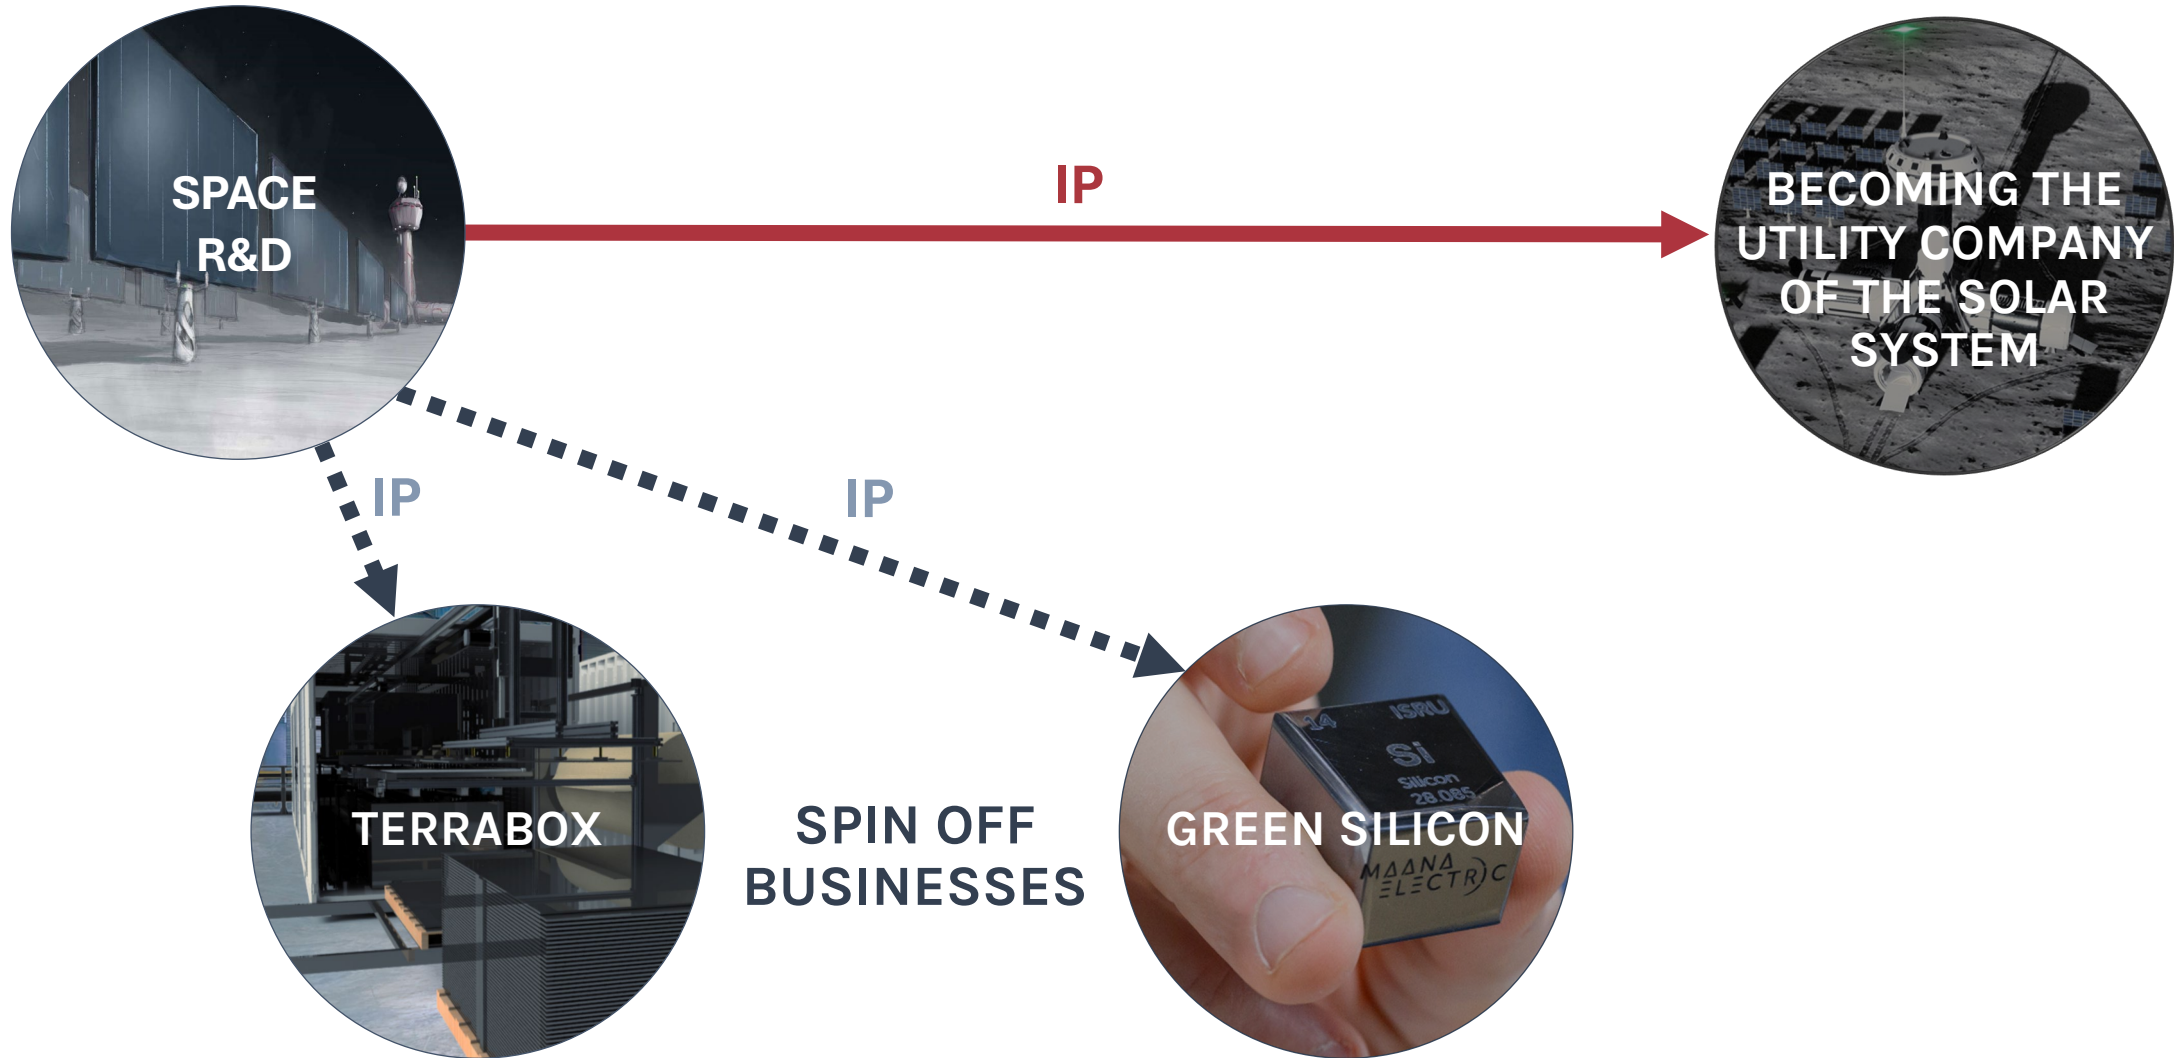 SPACE
R&D
IP
BECOMING THE
UTILITY COMPANY
OF THE SOLAR
SYSTEM
IP
IP
TERRABOX
SPIN OFF
BUSINESSES
GREEN SILICON
14
ISRU
Si
Silicon
28.085
MAANA
ELECTRIC